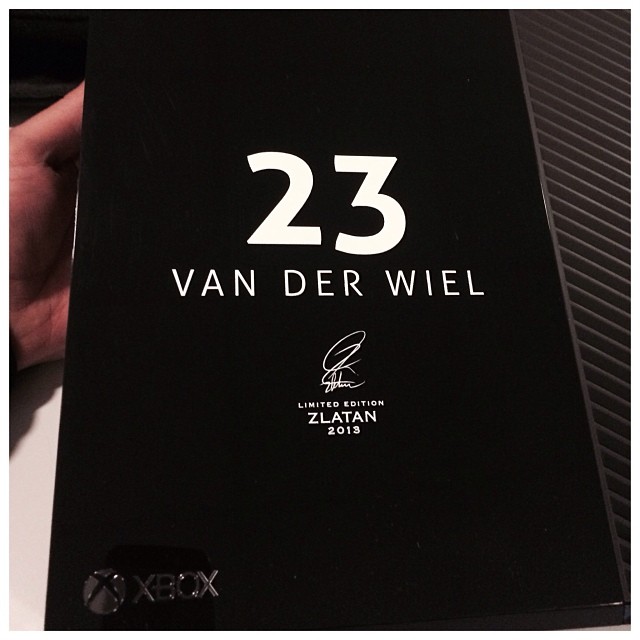 23
VAN DER WIEL
LIMITED EDITION
ZLATAN
2013
XBOX